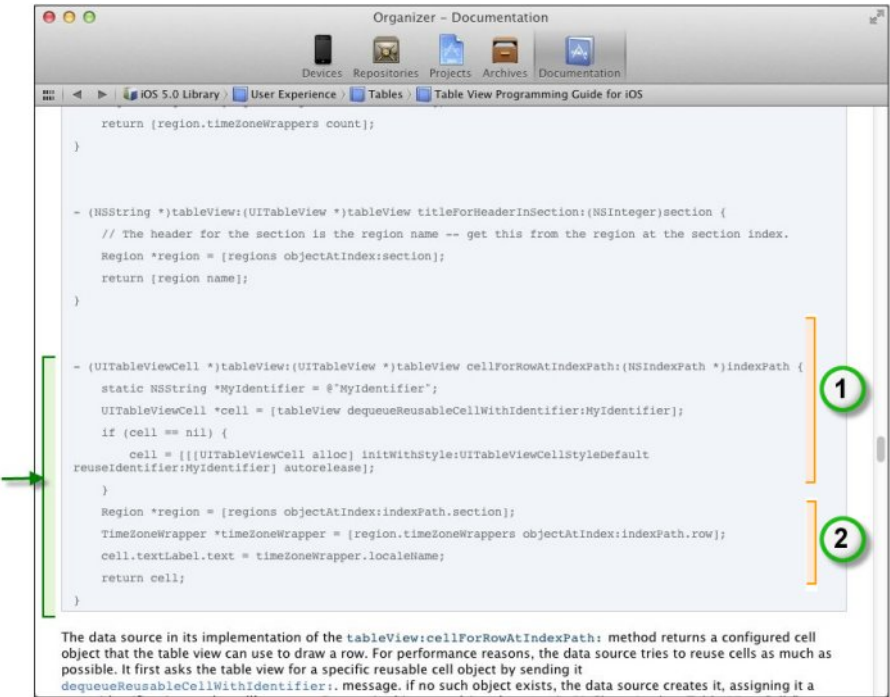 Organizer – Documentation
Devices Repositories Projects Archives Documentation
iOS 5.0 Library User Experience Tables Table View Programming Guide for iOS
return [region.timeZoneWrappers count];
}
- (NSString *)tableView:(UITableView *)tableView titleForHeaderInSection:(NSInteger)section {
// The header for the section is the region name -- get this from the region at the section index.
Region *region = [regions objectAtIndex:section];
return [region name];
}
- (UITableViewCell *)tableView:(UITableView *)tableView cellForRowAtIndexPath:(NSIndexPath *)indexPath {
static NSString *MyIdentifier = @"MyIdentifier";
UITableViewCell *cell = [tableView dequeueReusableCellWithIdentifier:MyIdentifier];
if (cell == nil) {
cell = [[[UITableViewCell alloc] initWithStyle:UITableViewCellStyleDefault
reuseIdentifier:MyIdentifier] autorelease];
}
1
Region *region = [regions objectAtIndex:indexPath.section];
TimeZoneWrapper *timeZoneWrapper = [region.timeZoneWrappers objectAtIndex:indexPath.row];
cell.textLabel.text = timeZoneWrapper.localeName;
return cell;
}
2
The data source in its implementation of the tableView:cellForRowAtIndexPath: method returns a configured cell
object that the table view can use to draw a row. For performance reasons, the data source tries to reuse cells as much as
possible. It first asks the table view for a specific reusable cell object by sending it
dequeueReusableCellWithIdentifier:. message. if no such object exists, the data source creates it, assigning it a